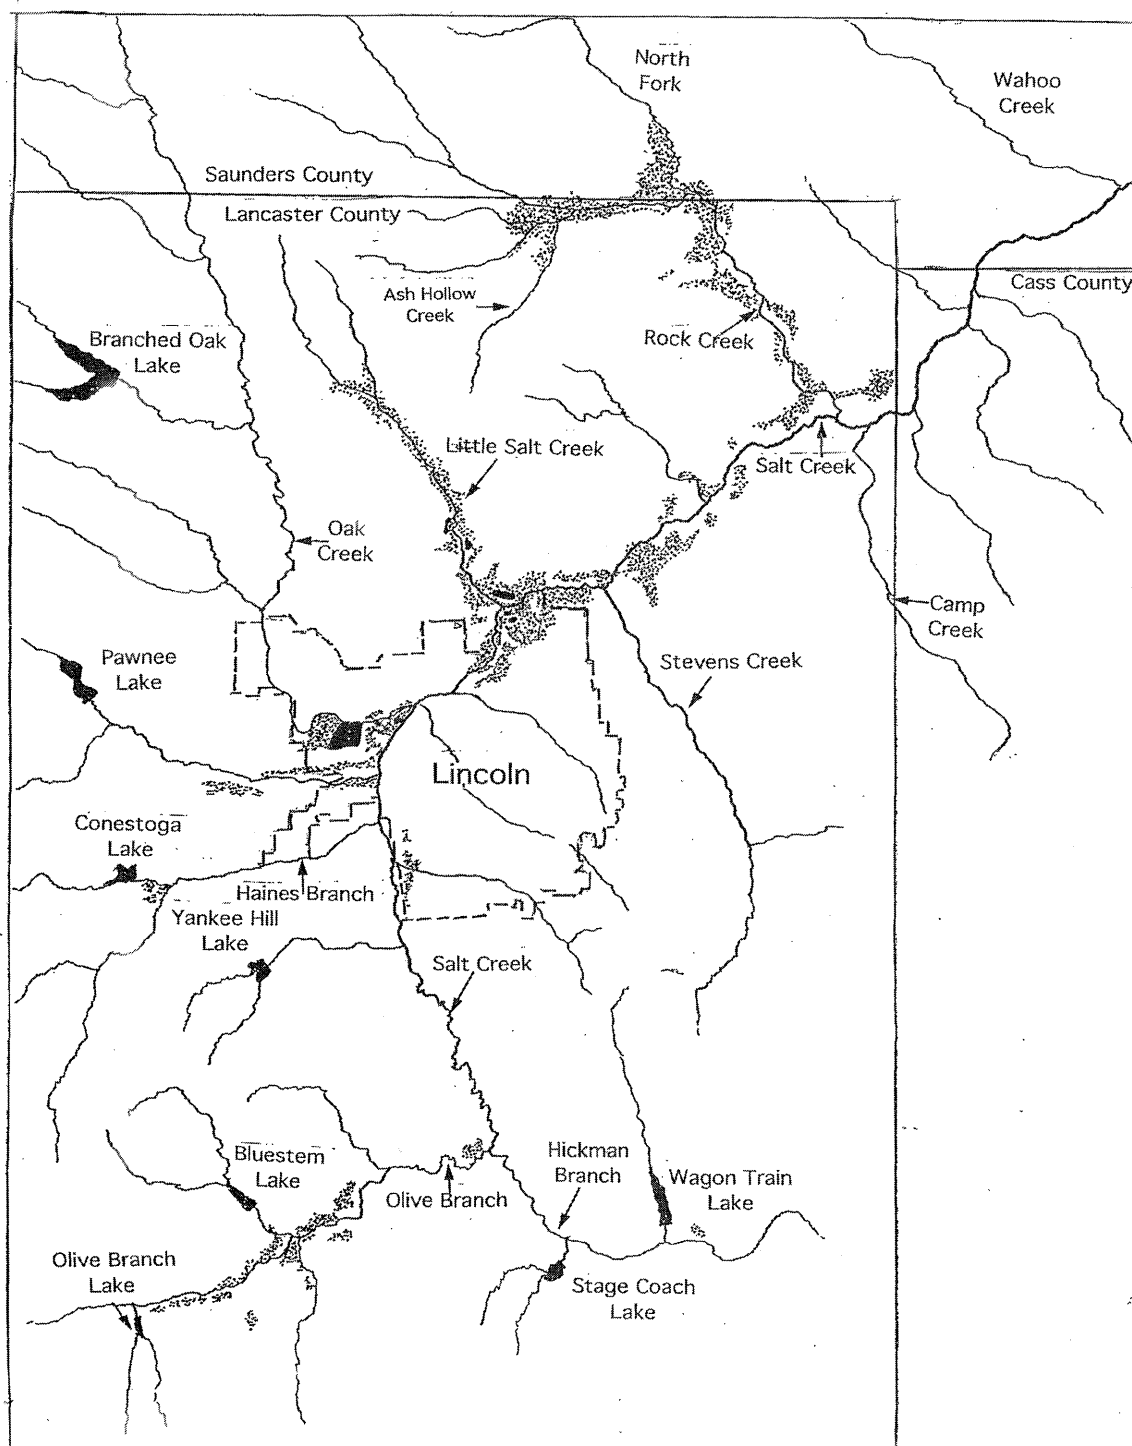 North
Fork
Wahoo
Creek
Saunders County
Lancaster County
Cass County
Ash Hollow
Creek
Rock Creek
Branched Oak
Lake
Little Salt Creek
Salt Creek
Oak
Creek
Camp
Creek
Pawnee
Lake
Stevens Creek
Lincoln
Conestoga
Lake
Haines Branch
Yankee Hill
Lake
Salt Creek
Bluestem
Lake
Hickman
Branch
Wagon Train
Lake
Olive Branch
Olive Branch
Lake
Stage Coach
Lake